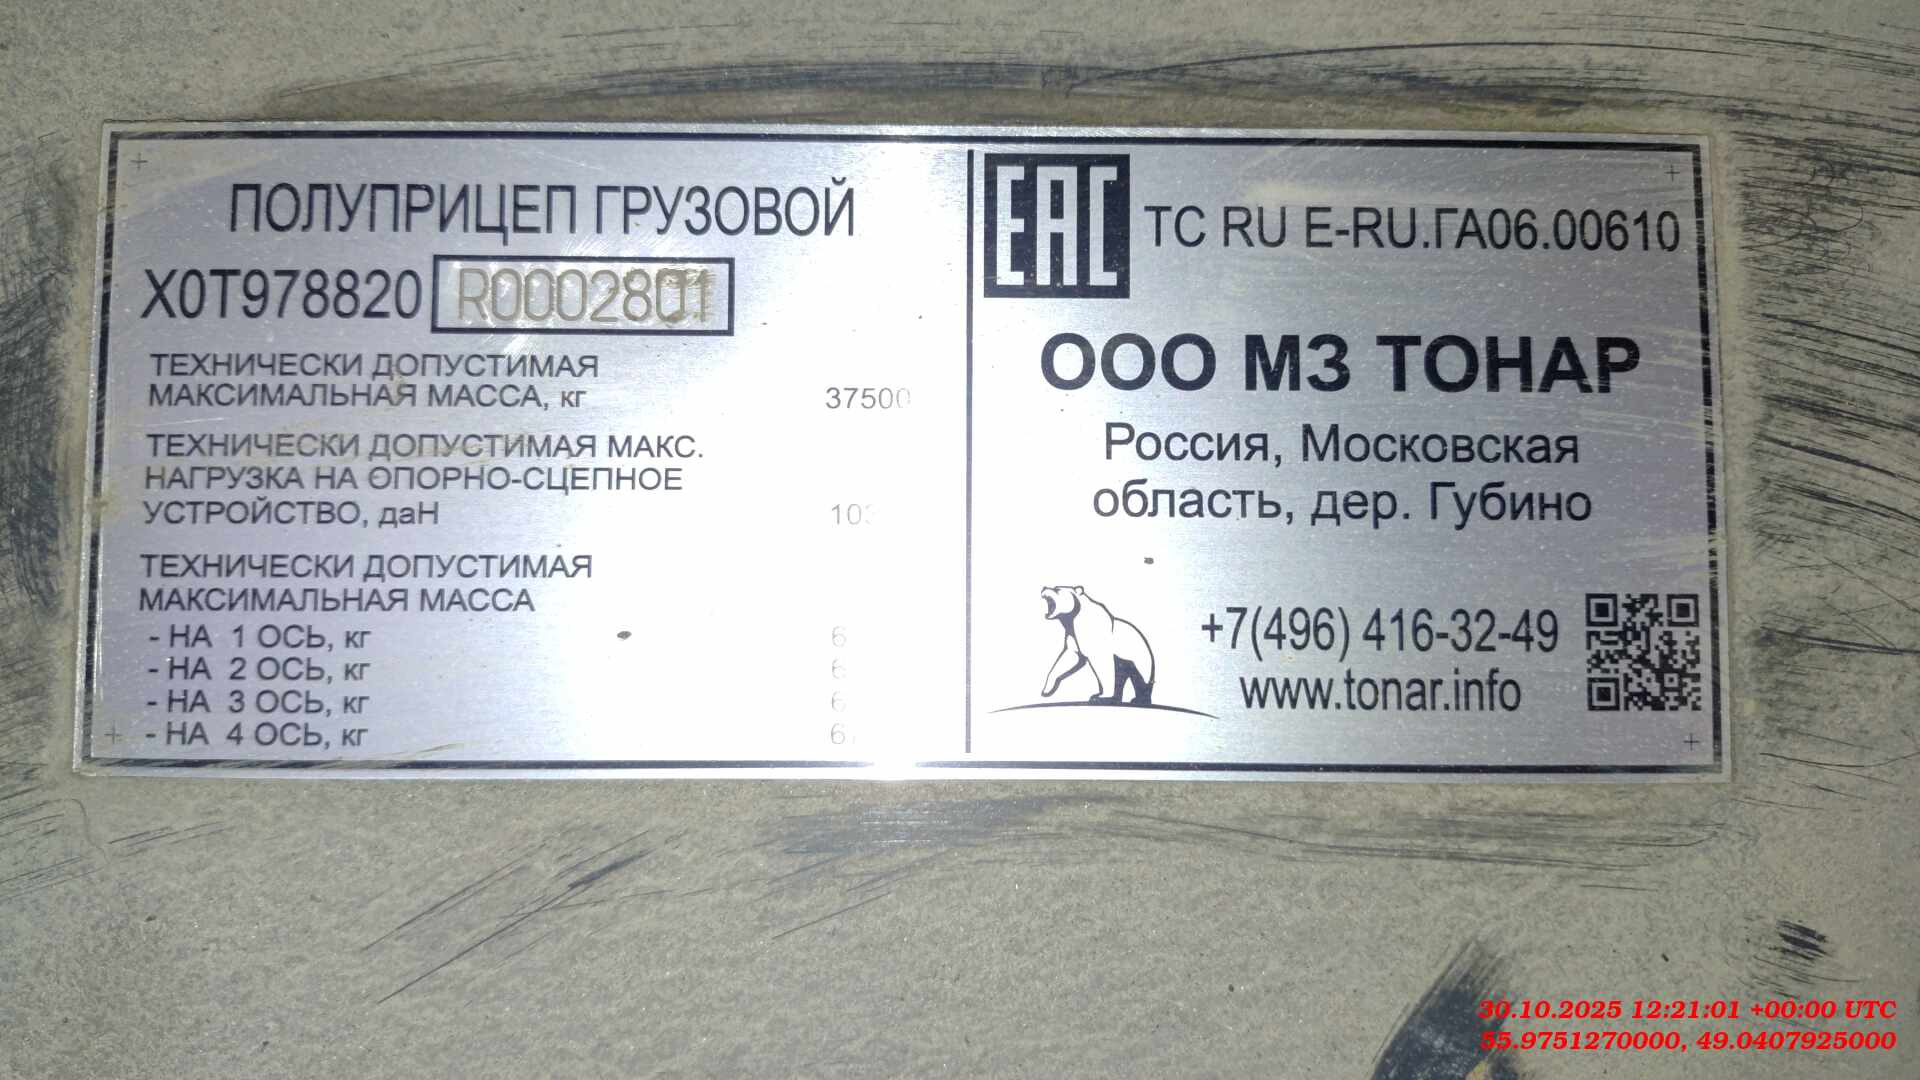 ПОЛУПРИЦЕП ГРУЗОВОЙ
X0T978820 R0002801
ТЕХНИЧЕСКИ ДОПУСТИМАЯ
МАКСИМАЛЬНАЯ МАССА, кг 37500
ТЕХНИЧЕСКИ ДОПУСТИМАЯ МАКС.
НАГРУЗКА НА ОПОРНО-СЦЕПНОЕ
УСТРОЙСТВО, даН
ТЕХНИЧЕСКИ ДОПУСТИМАЯ
МАКСИМАЛЬНАЯ МАССА
- НА 1 ОСЬ, кг
- НА 2 ОСЬ, кг
- НА 3 ОСЬ, кг
- НА 4 ОСЬ, кг
EAC TC RU E-RU.ГА06.00610
ООО МЗ ТОНАР
Россия, Московская
область, дер. Губино
+7(496) 416-32-49
www.tonar.info
30.10.2025 12:21:01 +00:00 UTC
55.9751270000, 49.0407925000